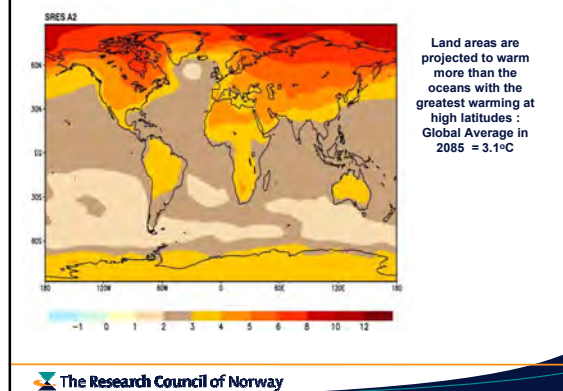 SRES A2
60N
30N
EQ
30S
60S
180
120W
60W
0
60E
120E
180
-1 0 1 2 3 4 5 6 8 10 12
Land areas are
projected to warm
more than the
oceans with the
greatest warming at
high latitudes :
Global Average in
2085 = 3.1°C
The Research Council of Norway